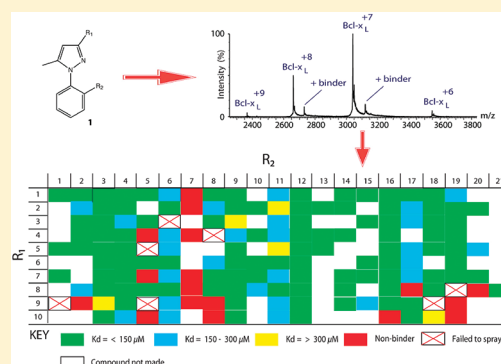 R1
N
N
R2
1
100
Intensity (%)
0
Bcl-xL +7
Bcl-xL +8
Bcl-xL +9
+ binder
+ binder
Bcl-xL +6
2400 2600 2800 3000 3200 3400 3600 3800 m/z
R2
1 2 3 4 5 6 7 8 9 10 11 12 13 14 15 16 17 18 19 20 21
R1
1
2
3
4
5
6
7
8
9
10
KEY
Kd = < 150 µM
Kd = 150 - 300 µM
Kd = > 300 µM
Non-binder
Failed to spray
Compound not made